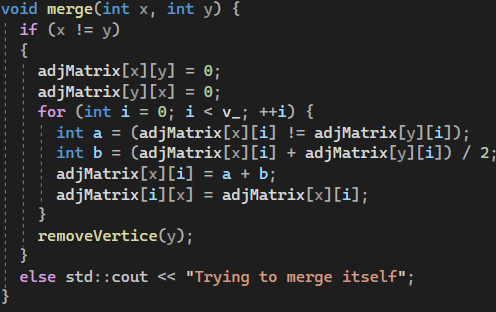 void merge(int x, int y) {
if (x != y)
{
adjMatrix[x][y] = 0;
adjMatrix[y][x] = 0;
for (int i = 0; i < v_; ++i) {
int a = (adjMatrix[x][i] != adjMatrix[y][i]);
int b = (adjMatrix[x][i] + adjMatrix[y][i]) / 2;
adjMatrix[x][i] = a + b;
adjMatrix[i][x] = adjMatrix[x][i];
}
removeVertice(y);
}
else std::cout << "Trying to merge itself";
}